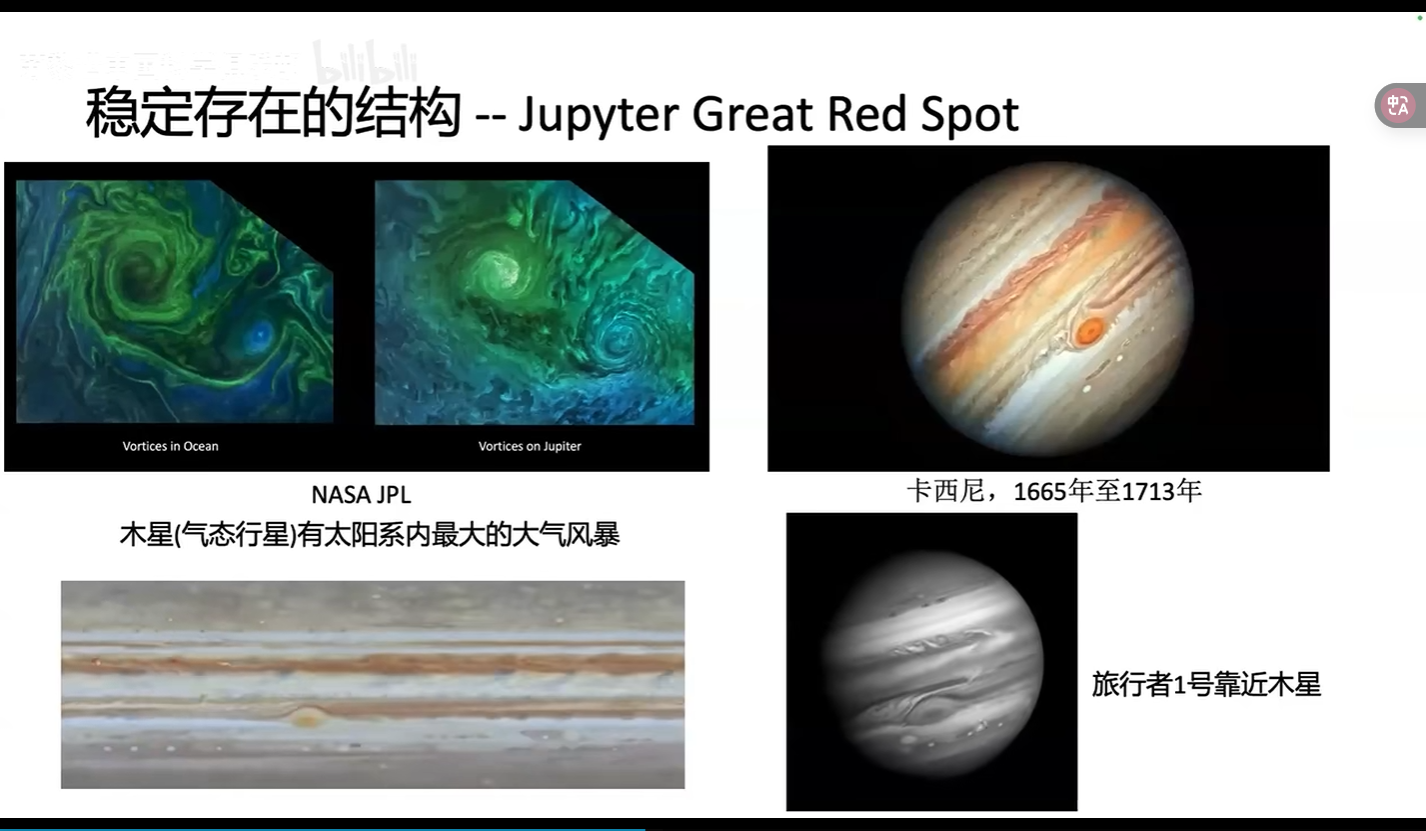 bilibili
稳定存在的结构 -- Jupyter Great Red Spot
Vortices in Ocean
Vortices on Jupiter
NASA JPL
木星(气态行星)有太阳系内最大的大气风暴
卡西尼，1665年至1713年
旅行者1号靠近木星